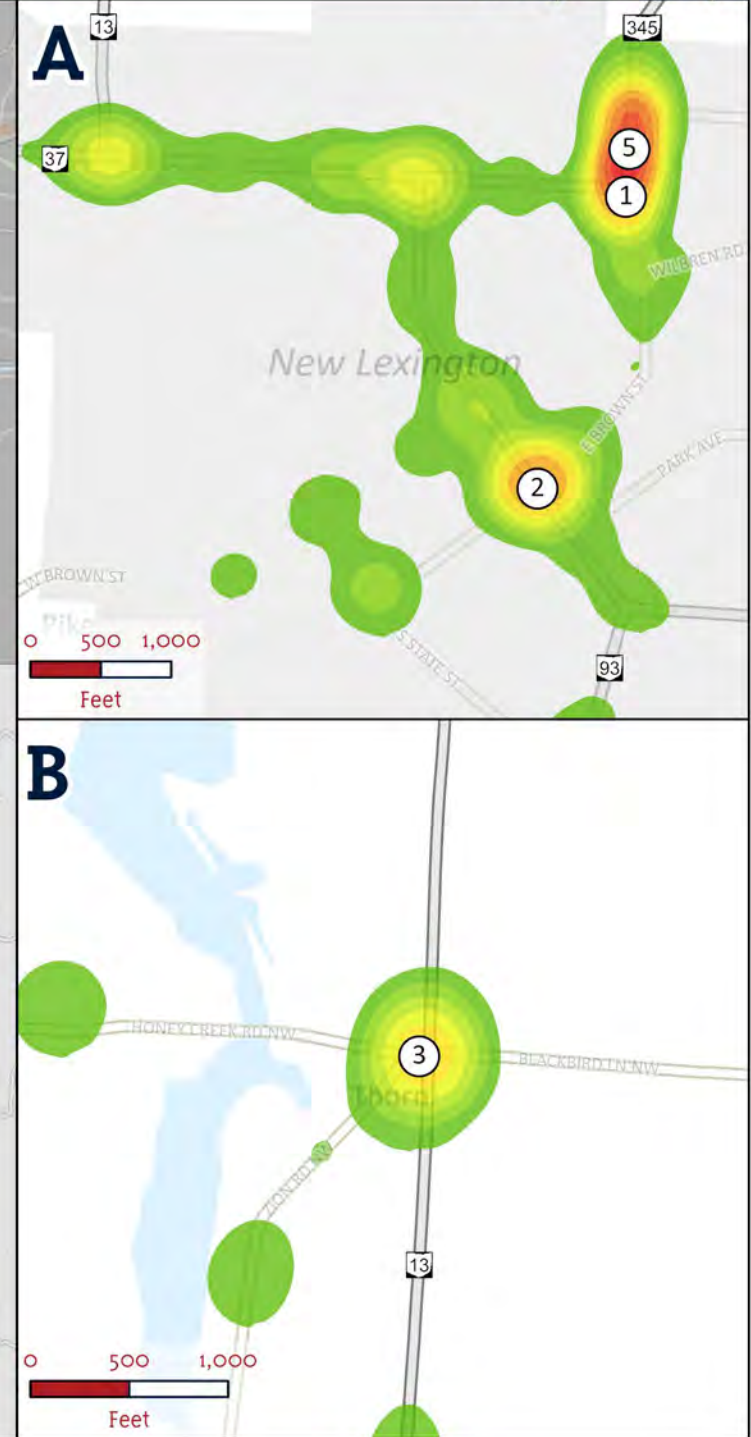 A
13
345
37
5
1
WILBREN RD
New Lexington
E BROWN ST
PARK AVE
2
W BROWN ST
Pike
0 500 1,000
Feet
S STATE ST
93
B
HONEY CREEK RD NW
3
BLACKBIRD LN NW
Thorn
ZION RD NW
13
0 500 1,000
Feet